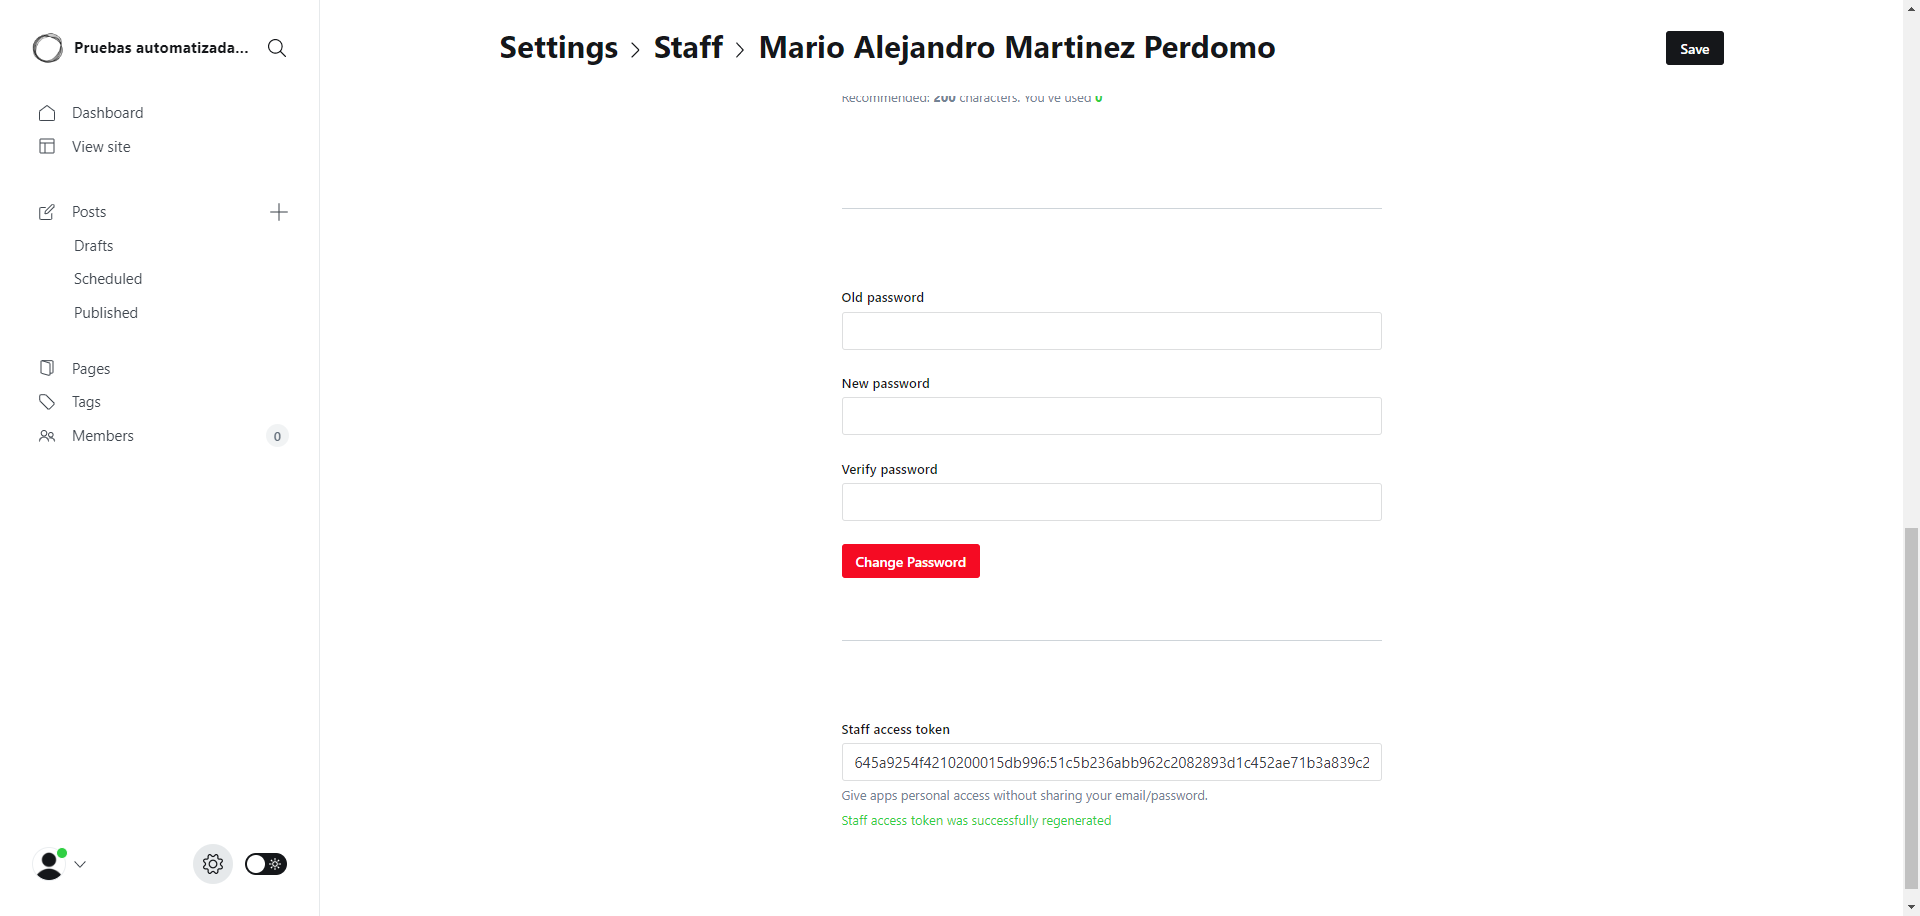 Pruebas automatizada...
Dashboard
View site
Posts
Drafts
Scheduled
Published
Pages
Tags
Members
0
Settings > Staff > Mario Alejandro Martinez Perdomo
Save
Recommended: 200 characters. You've used 0
Old password
New password
Verify password
Change Password
Staff access token
645a9254f4210200015db996:51c5b236abb962c2082893d1c452ae71b3a839c2
Give apps personal access without sharing your email/password.
Staff access token was successfully regenerated